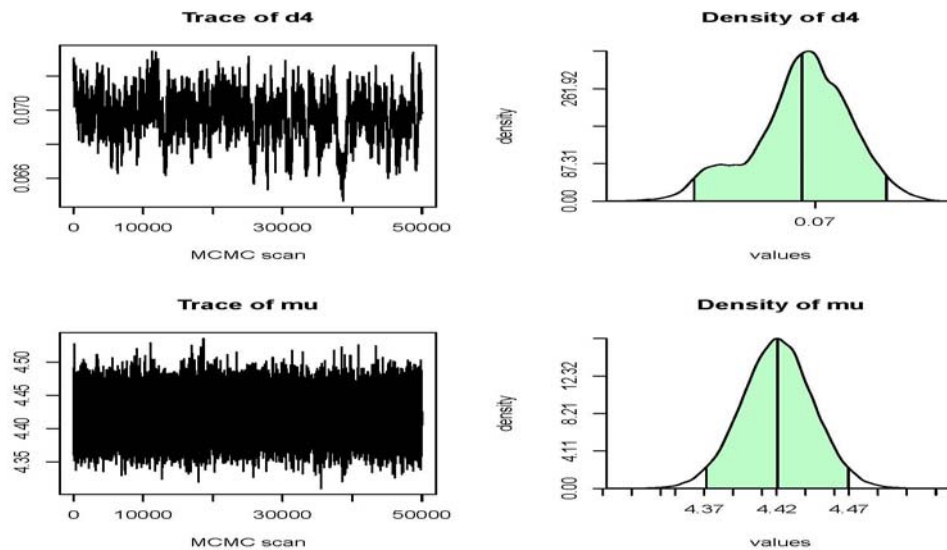 Trace of d4
0.070
0.066
0 10000 30000 50000
MCMC scan
Density of d4
density
261.92
87.31
0.00
0.07
values
Trace of mu
4.50
4.45
4.40
4.35
0 10000 30000 50000
MCMC scan
Density of mu
density
12.32
8.21
4.11
0.00
4.37 4.42 4.47
values